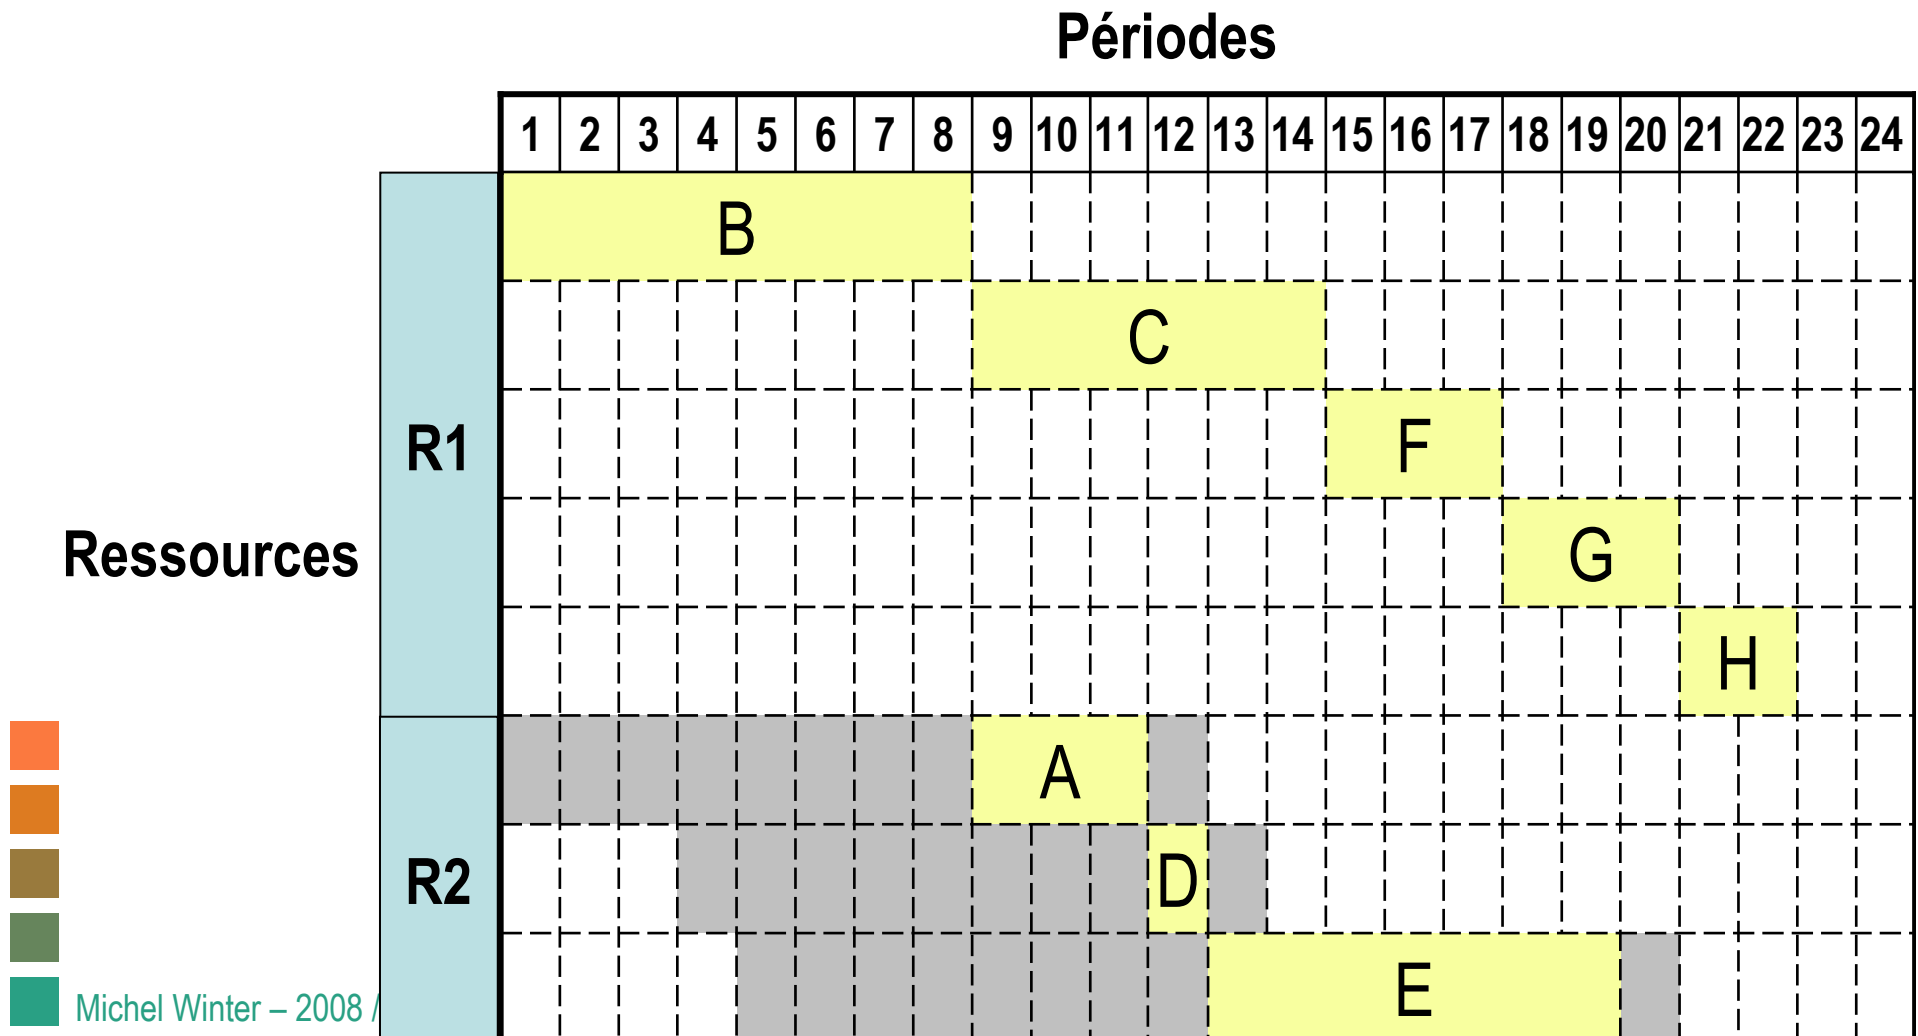 Périodes
1 2 3 4 5 6 7 8 9 10 11 12 13 14 15 16 17 18 19 20 21 22 23 24
B
C
R1
F
Ressources
G
H
A
R2
D
E
Michel Winter – 2008 /